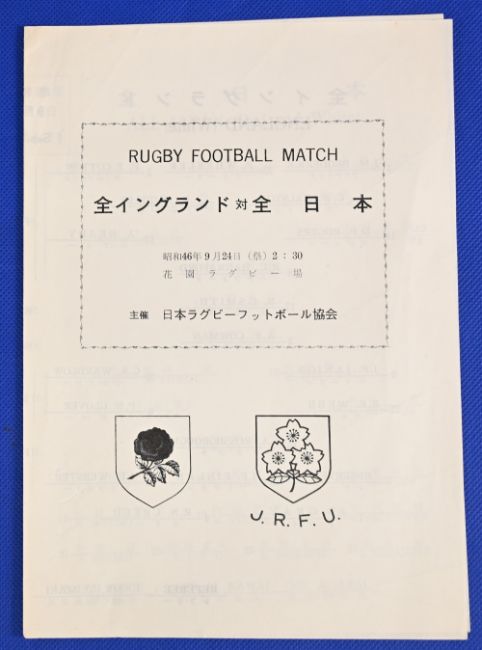 RUGBY FOOTBALL MATCH
全イングランド対全日本
昭和46年9月24日（祭）2：30
花園ラグビー場
主催 日本ラグビーフットボール協会
J.R.F.U.